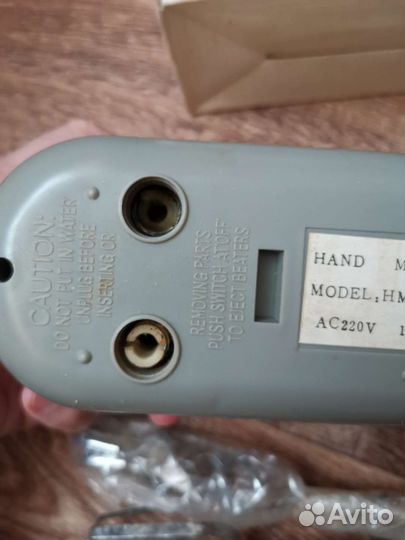 CAUTION:
DO NOT PUT IN WATER
UNPLUG BEFORE
INSERTING OR
REMOVING PARTS
PUSH SWITCH AT OFF
TO EJECT BEATERS
HAND M
MODEL:HM
AC220V 1
Avito